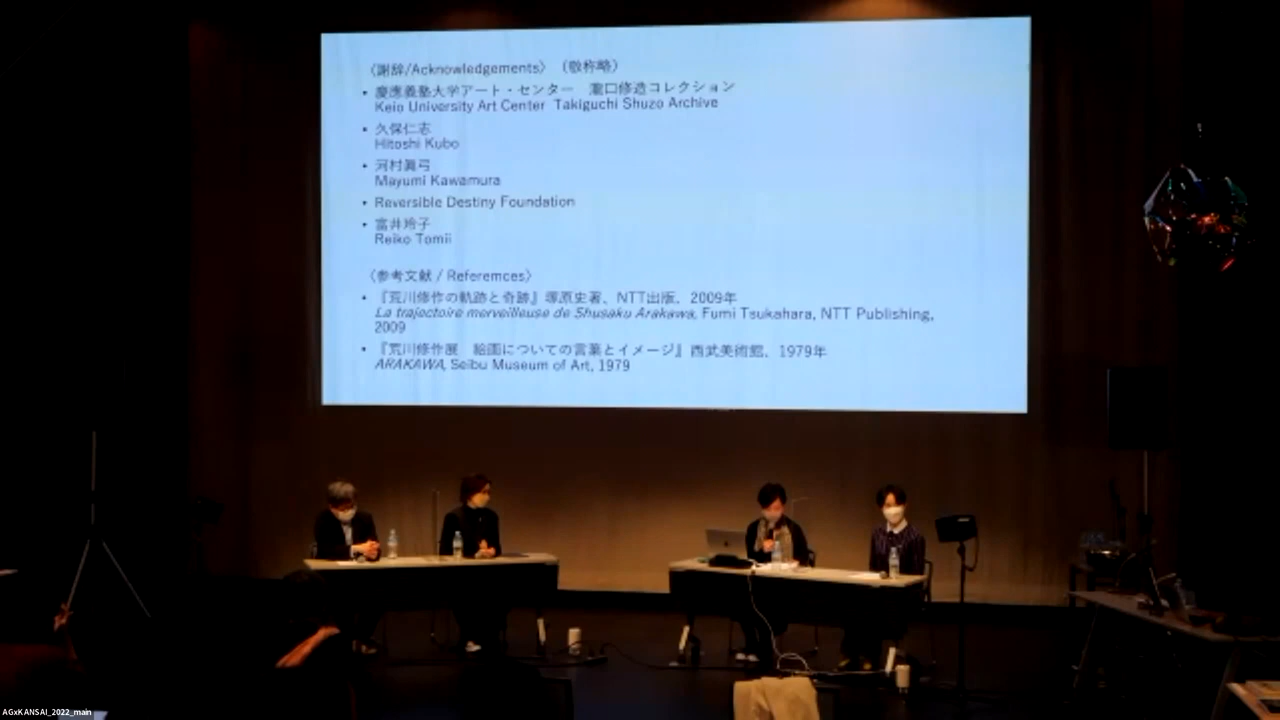 〈謝辞/Acknowledgements〉（敬称略）
• 慶應義塾大学アート・センター　瀧口修造コレクション
Keio University Art Center Takiguchi Shuzo Archive
• 久保仁志
Hitoshi Kubo
• 河村眞弓
Mayumi Kawamura
• Reversible Destiny Foundation
• 富井玲子
Reiko Tomii
〈参考文献 / Referemces〉
• 『荒川修作の軌跡と奇跡』塚原史著、NTT出版、2009年
La trajectoire merveilleuse de Shusaku Arakawa, Fumi Tsukahara, NTT Publishing,
2009
• 『荒川修作展　絵画についての言葉とイメージ』西武美術館、1979年
ARAKAWA, Seibu Museum of Art, 1979
AGxKANSAI_2022_main